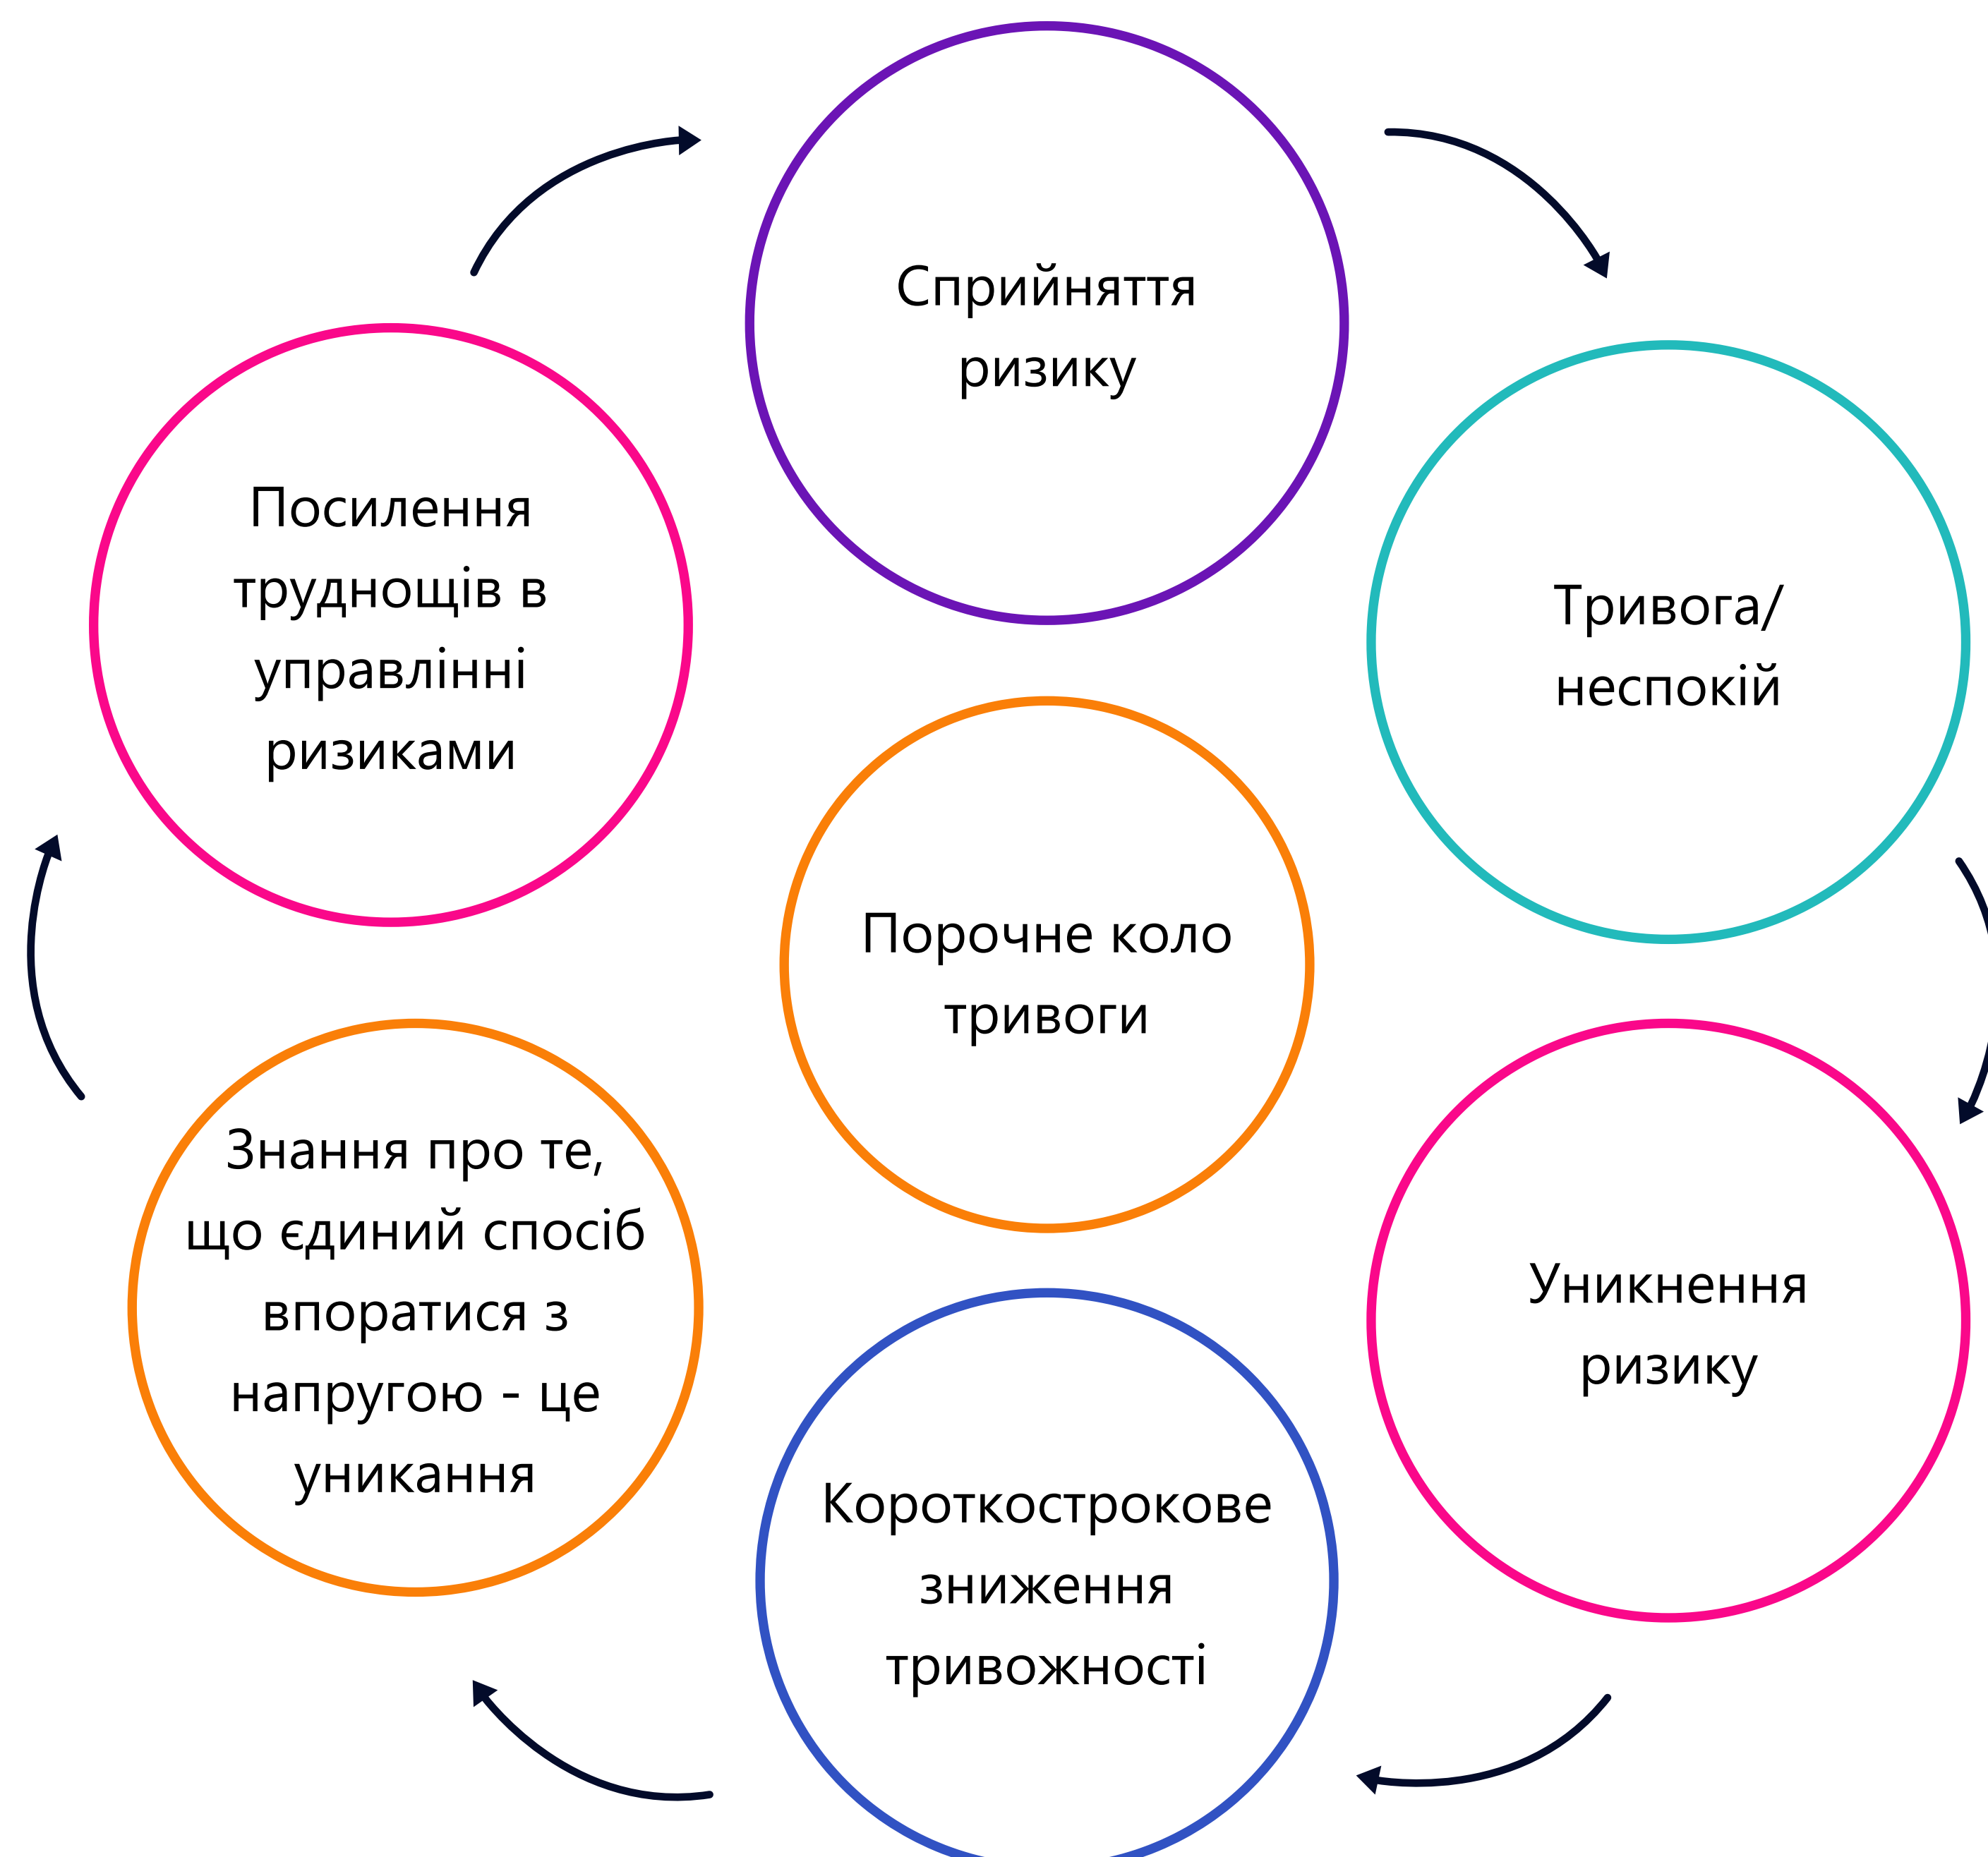 Сприйняття
ризику
Тривога/
неспокій
Уникнення
ризику
Короткострокове
зниження
тривожності
Знання про те,
що єдиний спосіб
впоратися з
напругою - це
уникання
Посилення
труднощів в
управлінні
ризиками
Порочне коло
тривоги